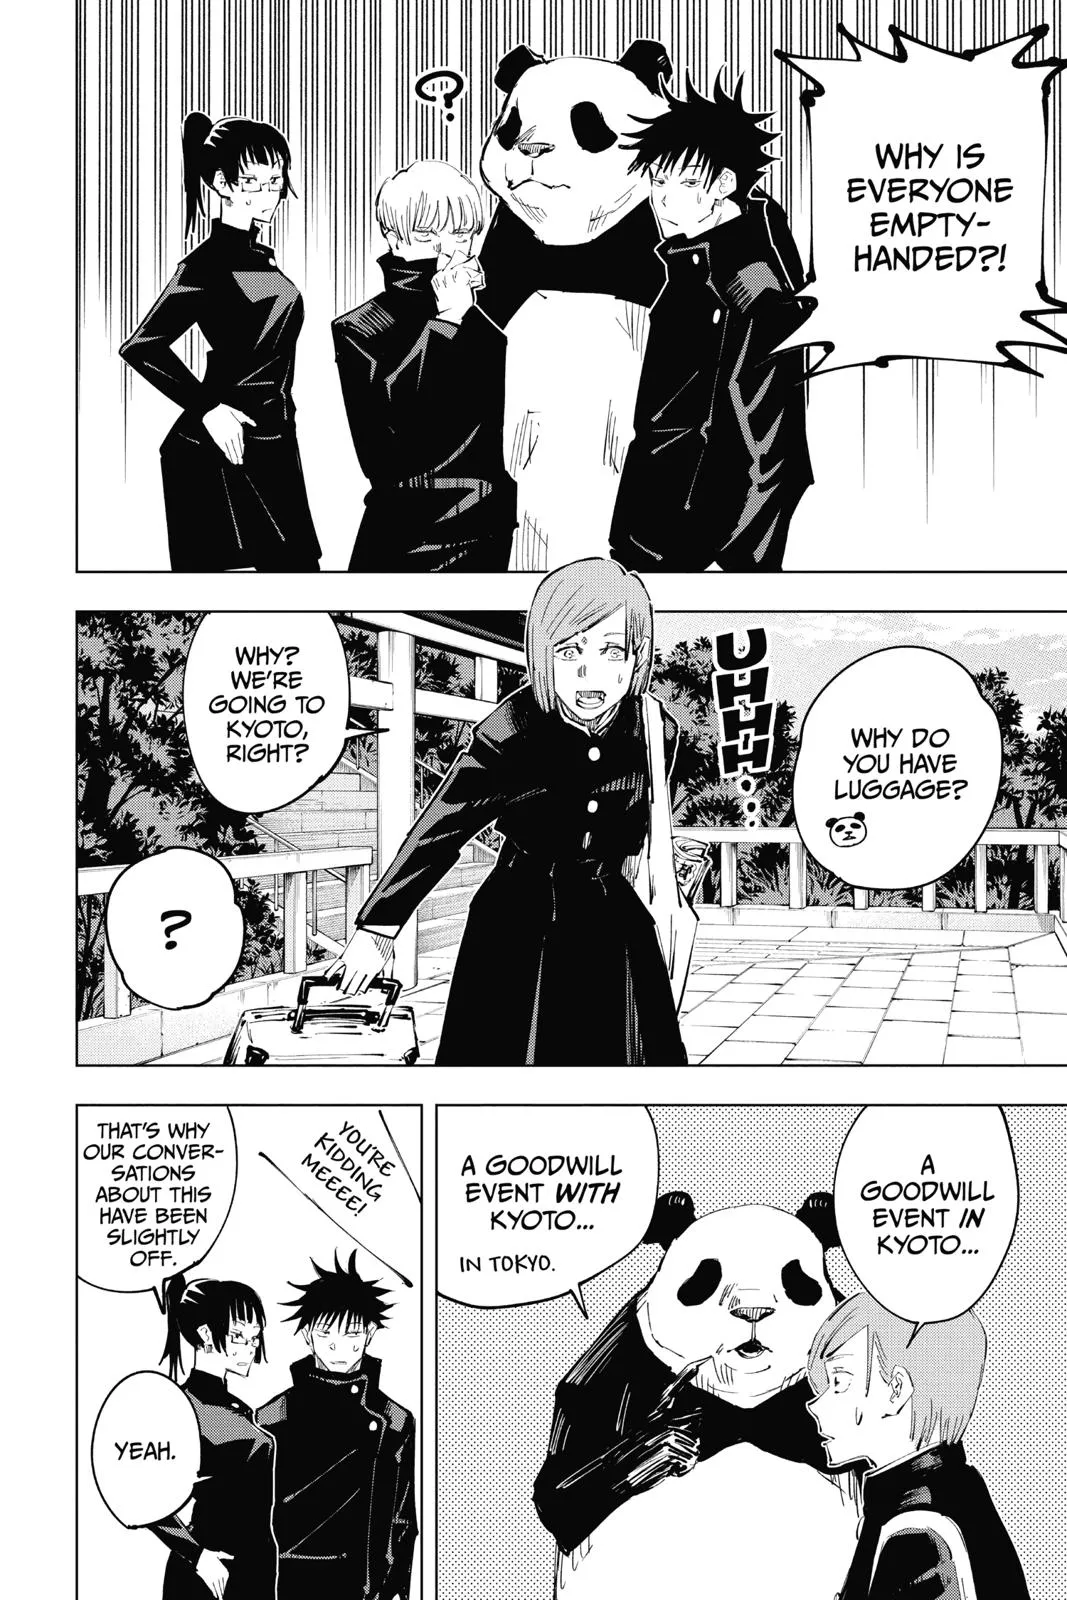 WHY IS
EVERYONE
EMPTY-
HANDED?!
?
WHY DO
YOU HAVE
LUGGAGE?
UHHH...
WHY?
WE'RE
GOING TO
KYOTO,
RIGHT?
?
A
GOODWILL
EVENT IN
KYOTO...
A GOODWILL
EVENT WITH
KYOTO...
IN TOKYO.
YOU'RE
KIDDING
MEEEE!
THAT'S WHY
OUR CONVER-
SATIONS
ABOUT THIS
HAVE BEEN
SLIGHTLY
OFF.
YEAH.